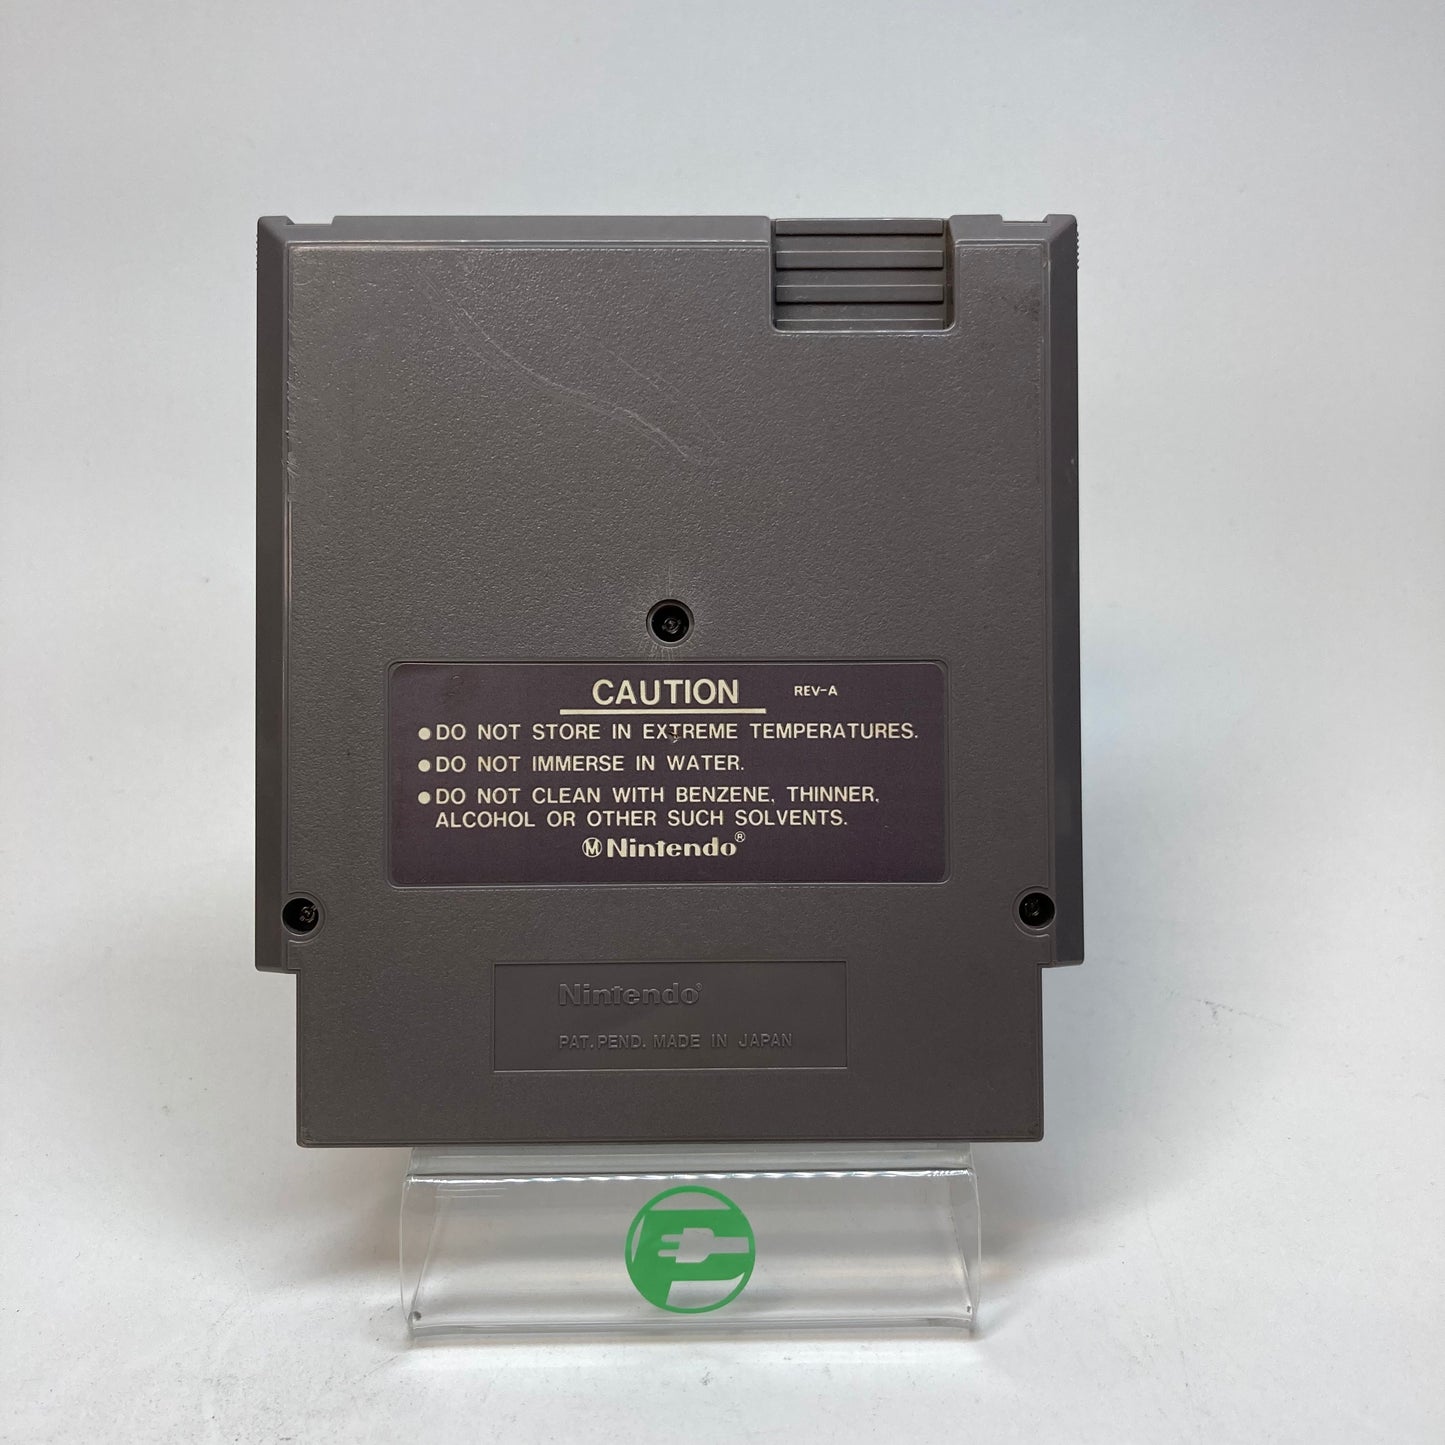 CAUTION REV-A
●DO NOT STORE IN EXTREME TEMPERATURES.
●DO NOT IMMERSE IN WATER.
●DO NOT CLEAN WITH BENZENE, THINNER,
ALCOHOL OR OTHER SUCH SOLVENTS.
Ⓜ Nintendo®
Nintendo®
PAT. PEND. MADE IN JAPAN